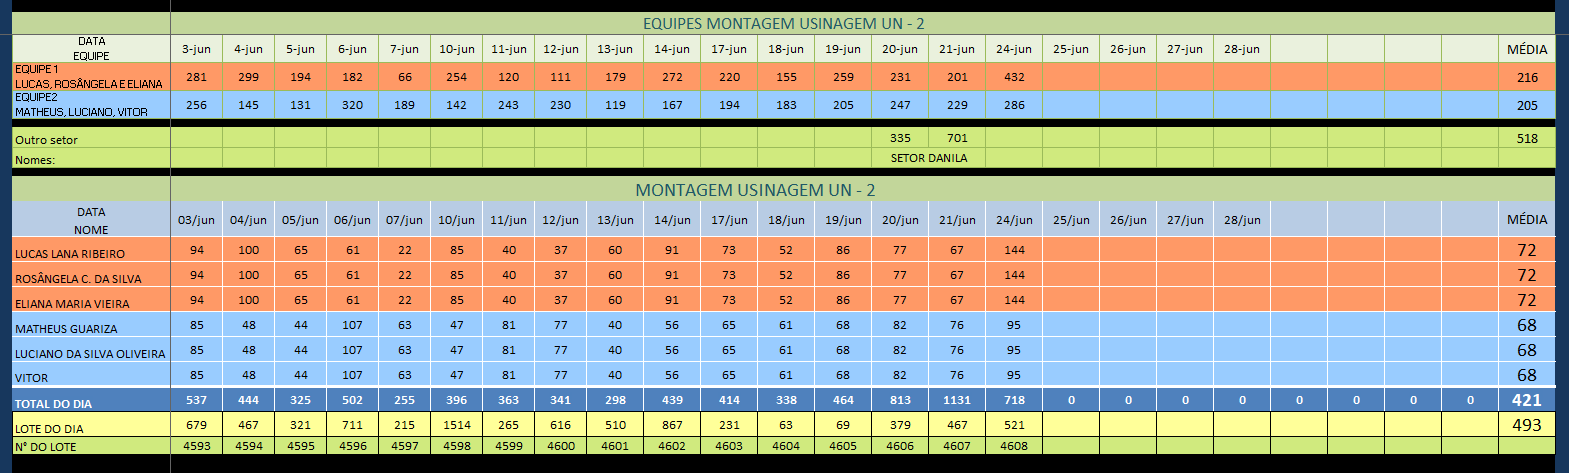 EQUIPES MONTAGEM USINAGEM UN - 2
DATA
EQUIPE 3-jun 4-jun 5-jun 6-jun 7-jun 10-jun 11-jun 12-jun 13-jun 14-jun 17-jun 18-jun 19-jun 20-jun 21-jun 24-jun 25-jun 26-jun 27-jun 28-jun MÉDIA
EQUIPE 1
LUCAS, ROSÂNGELA E ELIANA 281 299 194 182 66 254 120 111 179 272 220 155 259 231 201 432 216
EQUIPE2
MATHEUS, LUCIANO, VITOR 256 145 131 320 189 142 243 230 119 167 194 183 205 247 229 286 205
Outro setor 335 701 518
Nomes: SETOR DANILA
MONTAGEM USINAGEM UN - 2
DATA
NOME 03/jun 04/jun 05/jun 06/jun 07/jun 10/jun 11/jun 12/jun 13/jun 14/jun 17/jun 18/jun 19/jun 20/jun 21/jun 24/jun 25/jun 26/jun 27/jun 28/jun MÉDIA
LUCAS LANA RIBEIRO 94 100 65 61 22 85 40 37 60 91 73 52 86 77 67 144 72
ROSÂNGELA C. DA SILVA 94 100 65 61 22 85 40 37 60 91 73 52 86 77 67 144 72
ELIANA MARIA VIEIRA 94 100 65 61 22 85 40 37 60 91 73 52 86 77 67 144 72
MATHEUS GUARIZA 85 48 44 107 63 47 81 77 40 56 65 61 68 82 76 95 68
LUCIANO DA SILVA OLIVEIRA 85 48 44 107 63 47 81 77 40 56 65 61 68 82 76 95 68
VITOR 85 48 44 107 63 47 81 77 40 56 65 61 68 82 76 95 68
TOTAL DO DIA 537 444 325 502 255 396 363 341 298 439 414 338 464 813 1131 718 0 0 0 0 0 0 0 0 421
LOTE DO DIA 679 467 321 711 215 1514 265 616 510 867 231 63 69 379 467 521 493
N° DO LOTE 4593 4594 4595 4596 4597 4598 4599 4600 4601 4602 4603 4604 4605 4606 4607 4608